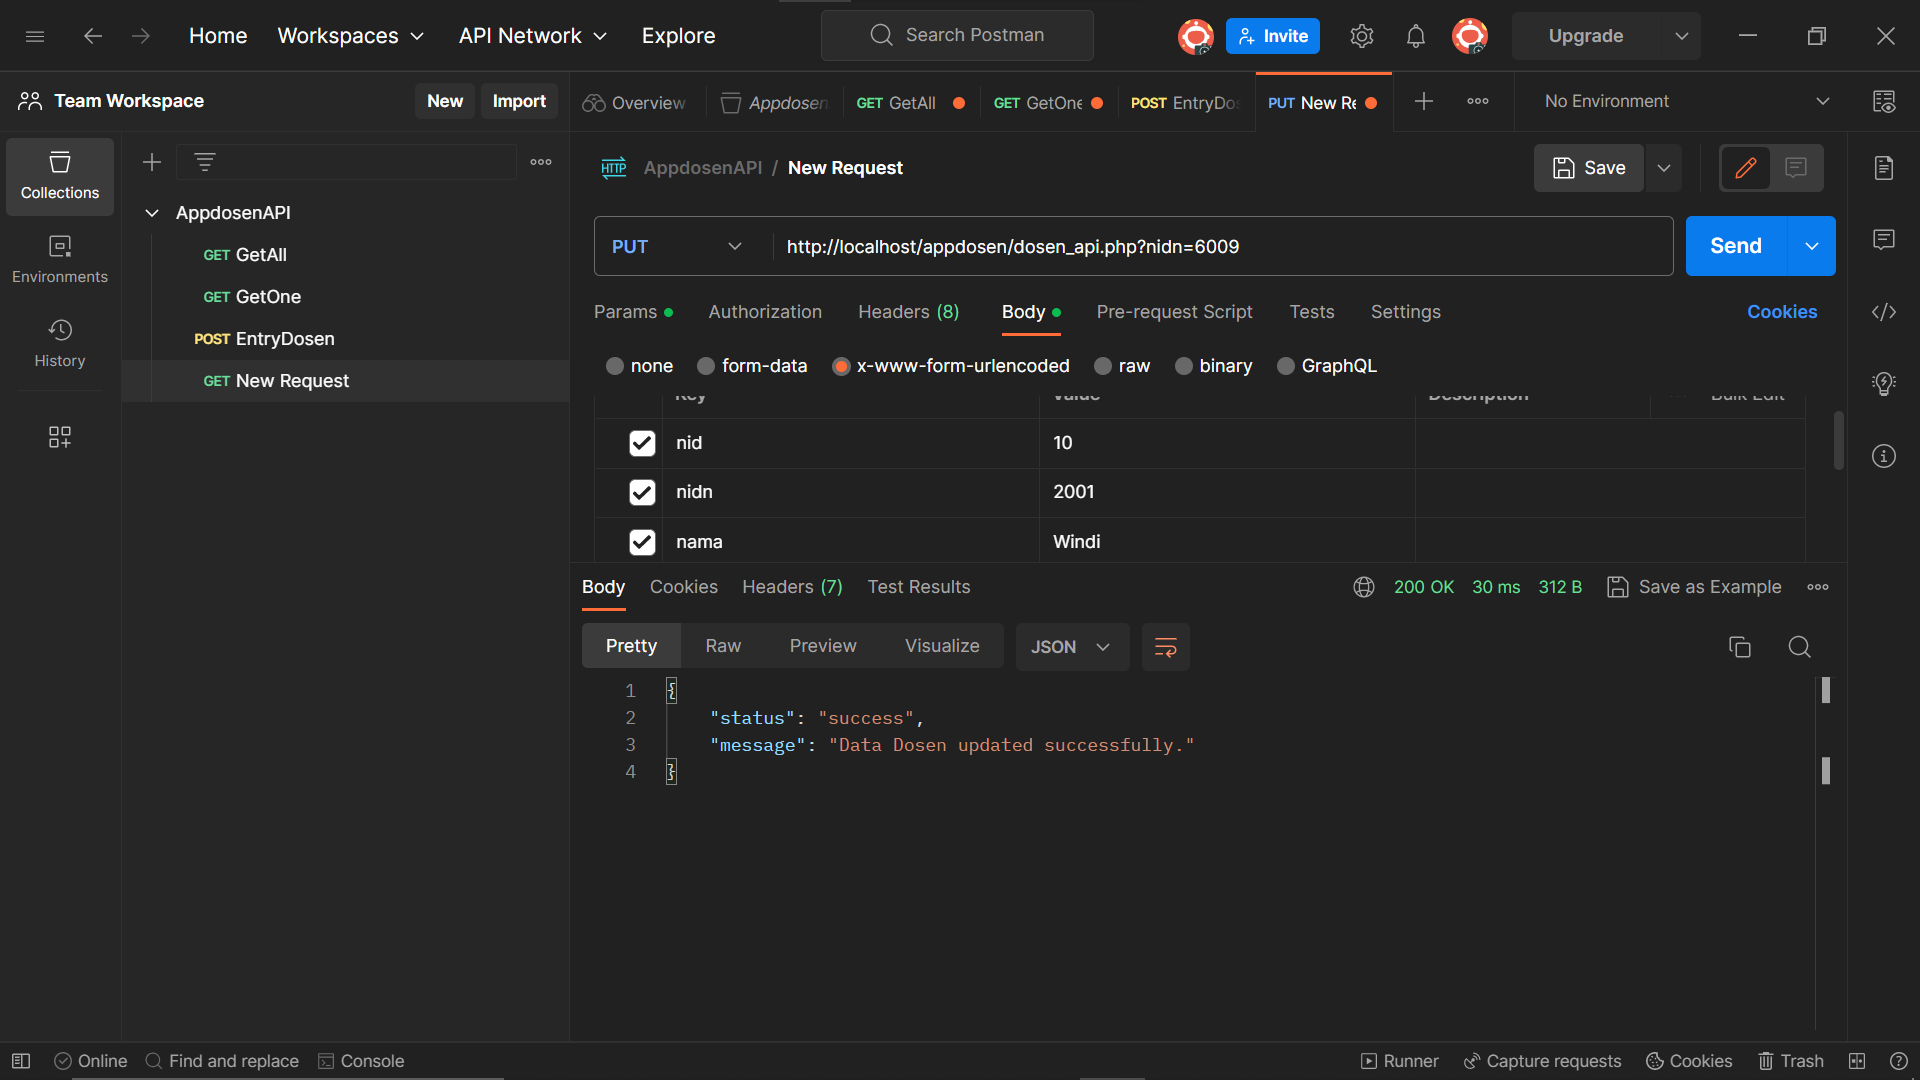 Home Workspaces API Network Explore Search Postman Invite Upgrade
Team Workspace New Import Overview Appdosen GET GetAll GET GetOne POST EntryDo PUT New Re No Environment
Collections
Environments
History
AppdosenAPI
GET GetAll
GET GetOne
POST EntryDosen
GET New Request
HTTP AppdosenAPI / New Request Save
PUT http://localhost/appdosen/dosen_api.php?nidn=6009 Send
Params Authorization Headers (8) Body Pre-request Script Tests Settings Cookies
none form-data x-www-form-urlencoded raw binary GraphQL
Key Value Description Bulk Edit
nid 10
nidn 2001
nama Windi
Body Cookies Headers (7) Test Results 200 OK 30 ms 312 B Save as Example
Pretty Raw Preview Visualize JSON
1 {
2 "status": "success",
3 "message": "Data Dosen updated successfully."
4 }
Online Find and replace Console Runner Capture requests Cookies Trash